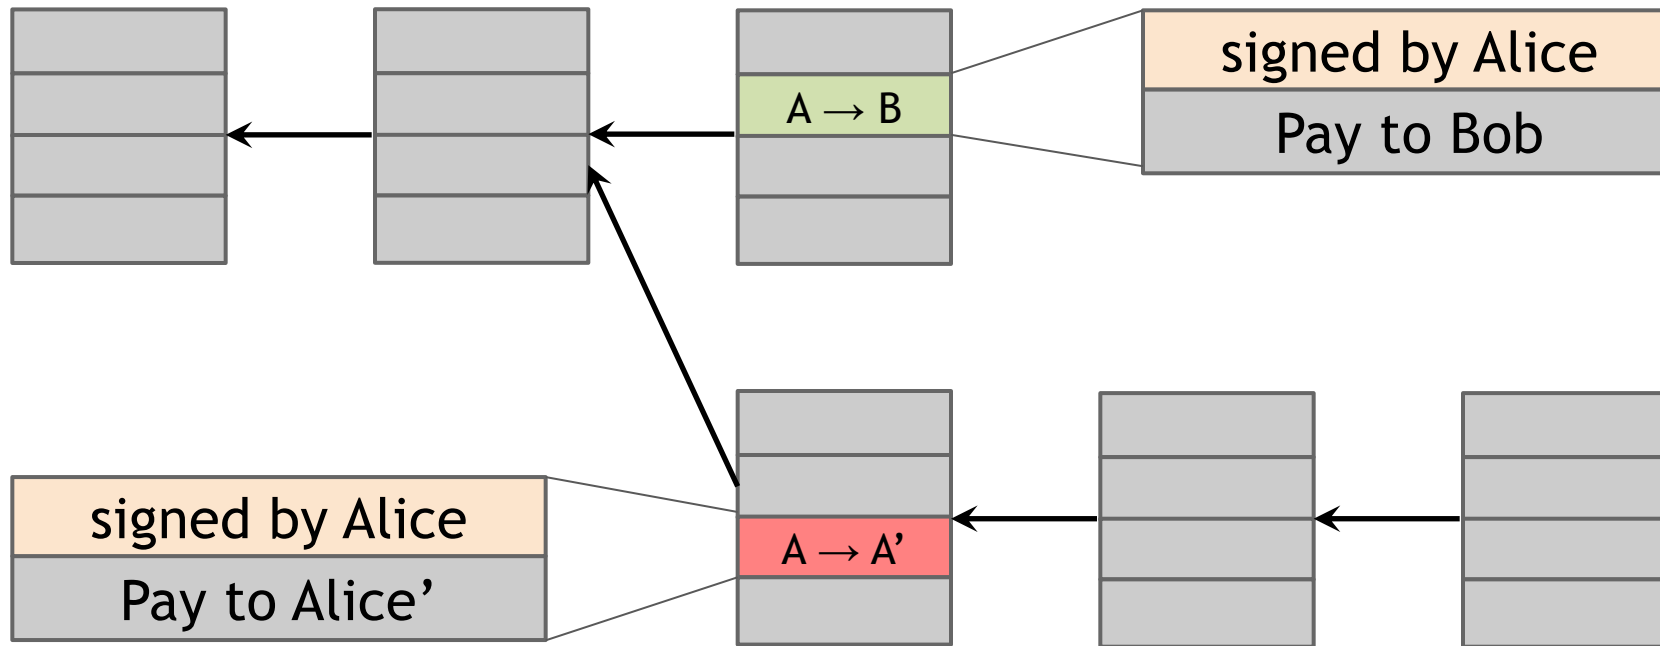 A → B
signed by Alice
Pay to Bob
signed by Alice
Pay to Alice’
A → A’